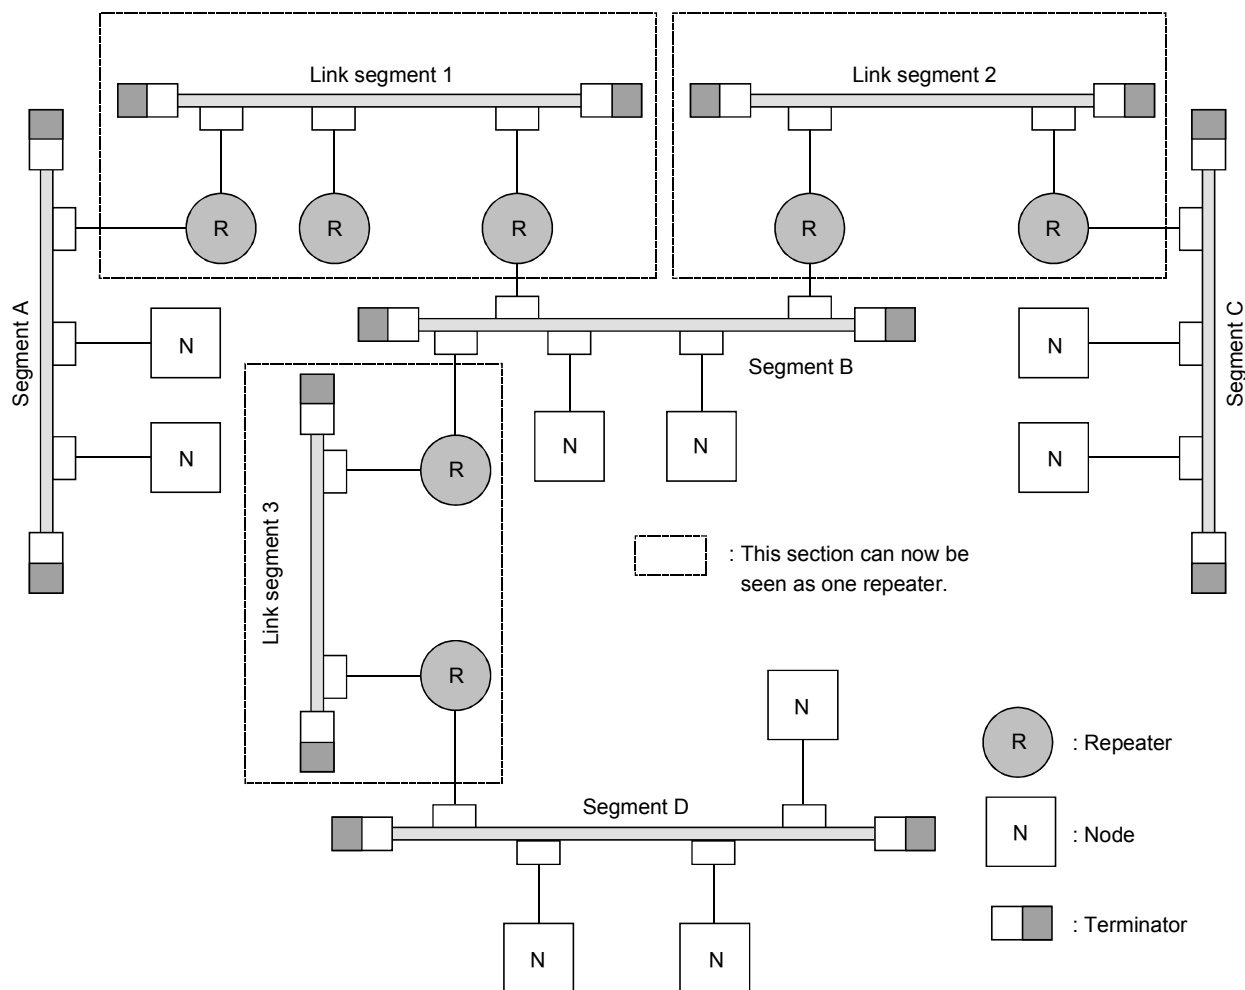 Link segment 1
Link segment 2
R
R
R
R
R
Segment A
N
N
Segment B
N
N
Segment C
N
N
Link segment 3
R
R
: This section can now be
seen as one repeater.
N
Segment D
N
N
R : Repeater
N : Node
: Terminator